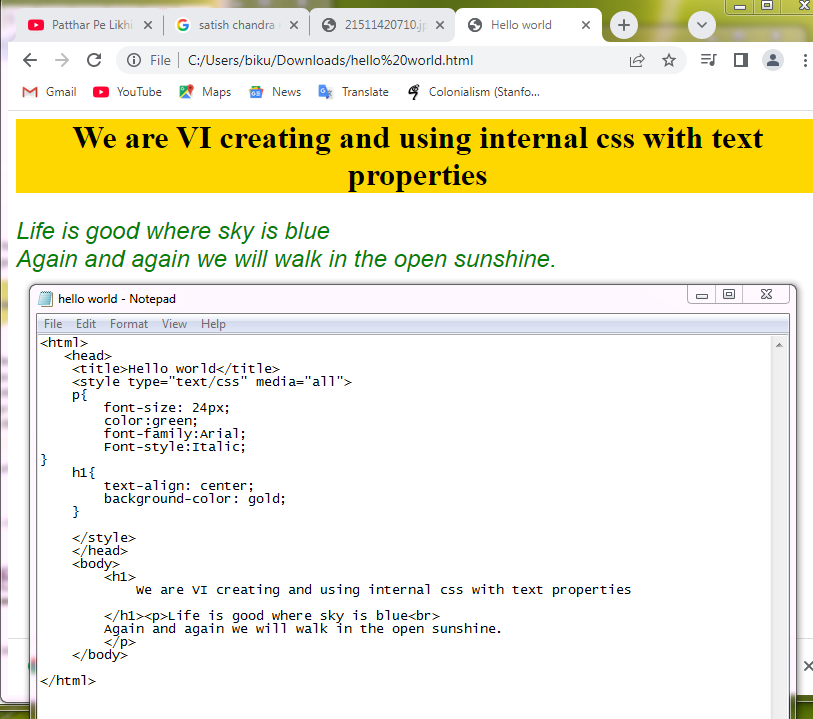 Patthar Pe Likhi
satish chandra
21511420710.jp
Hello world
File C:/Users/biku/Downloads/hello%20world.html
Gmail YouTube Maps News Translate Colonialism (Stanfo...
We are VI creating and using internal css with text
properties
Life is good where sky is blue
Again and again we will walk in the open sunshine.
hello world - Notepad
File Edit Format View Help
<html>
<head>
<title>Hello world</title>
<style type="text/css" media="all">
p{
font-size: 24px;
color:green;
font-family:Arial;
Font-style:Italic;
}
h1{
text-align: center;
background-color: gold;
}
</style>
</head>
<body>
<h1>
We are VI creating and using internal css with text properties
</h1><p>Life is good where sky is blue<br>
Again and again we will walk in the open sunshine.
</p>
</body>
</html>